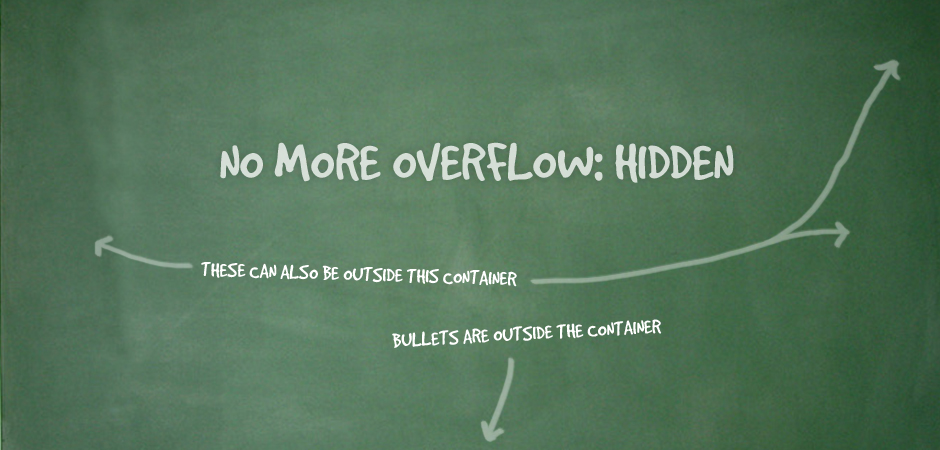 NO MORE OVERFLOW: HIDDEN
THESE CAN ALSO BE OUTSIDE THIS CONTAINER
BULLETS ARE OUTSIDE THE CONTAINER